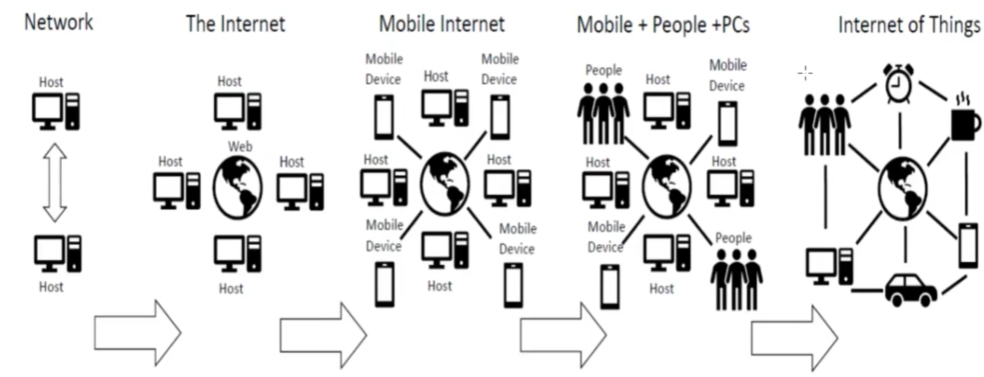 Network
Host
Host
The Internet
Host
Web
Host
Host
Host
Mobile Internet
Mobile
Device
Host
Mobile
Device
Host
Host
Mobile
Device
Host
Mobile
Device
Mobile + People +PCs
People
Host
Mobile
Device
Host
Host
Mobile
Device
Host
People
Internet of Things